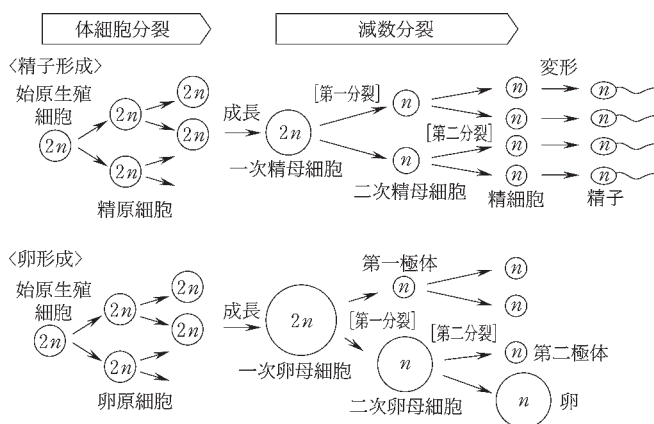 体細胞分裂
減数分裂
〈精子形成〉
始原生殖
細胞
2n
2n
2n
2n
2n
精原細胞
成長
2n
一次精母細胞
[第一分裂]
n
n
二次精母細胞
[第二分裂]
n
n
n
n
精細胞
変形
n
n
n
n
精子
〈卵形成〉
始原生殖
細胞
2n
2n
2n
2n
2n
卵原細胞
成長
2n
一次卵母細胞
[第一分裂]
第一極体
n
n
二次卵母細胞
[第二分裂]
n
n
n
第二極体
n
卵